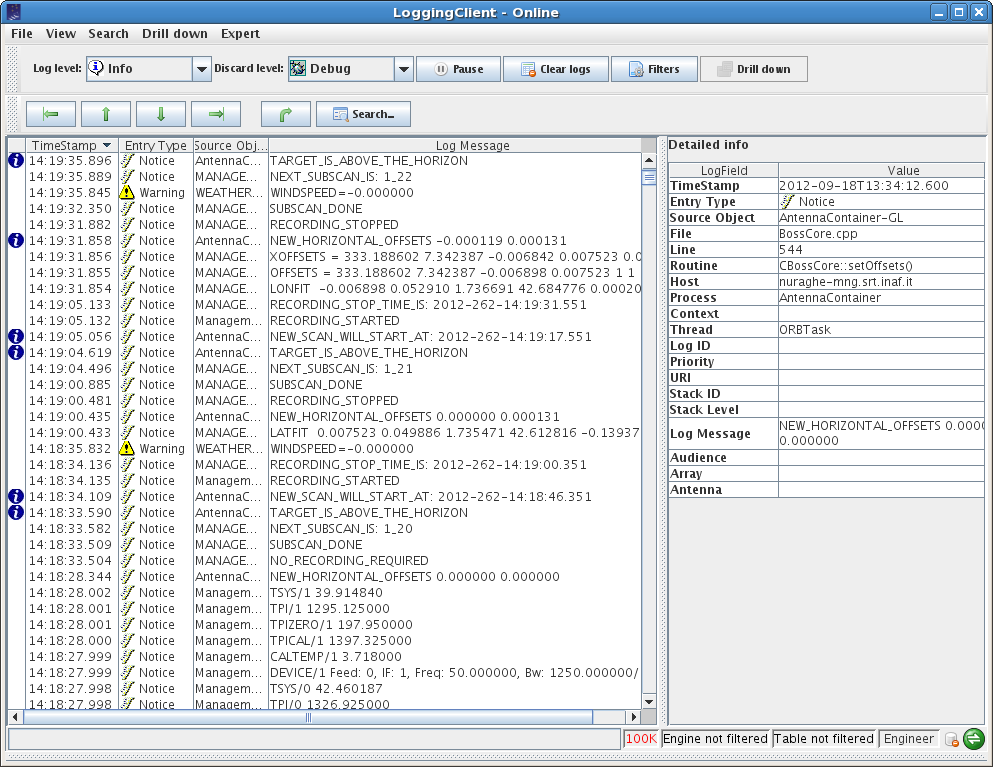 LoggingClient - Online
File View Search Drill down Expert
Log level: Info Discard level: Debug Pause Clear logs Filters Drill down
Search...
TimeStamp Entry Type Source Obj... Log Message
14:19:35.896 Notice AntennaC... TARGET_IS_ABOVE_THE_HORIZON
14:19:35.889 Notice MANAGE... NEXT_SUBSCAN_IS: 1_22
14:19:35.845 Warning WEATHER... WINDSPEED=-0.000000
14:19:32.350 Notice MANAGE... SUBSCAN_DONE
14:19:31.882 Notice MANAGE... RECORDING_STOPPED
14:19:31.858 Notice AntennaC... NEW_HORIZONTAL_OFFSETS -0.000119 0.000131
14:19:31.856 Notice MANAGE... XOFFSETS = 333.188602 7.342387 -0.006842 0.007523 0.0
14:19:31.855 Notice MANAGE... OFFSETS = 333.188602 7.342387 -0.006898 0.007523 1 1
14:19:31.854 Notice MANAGE... LONFIT -0.006898 0.052910 1.736691 42.684776 0.00020
14:19:05.133 Notice MANAGE... RECORDING_STOP_TIME_IS: 2012-262-14:19:31.551
14:19:05.132 Notice Managem... RECORDING_STARTED
14:19:05.056 Notice AntennaC... NEW_SCAN_WILL_START_AT: 2012-262-14:19:17.551
14:19:04.619 Notice AntennaC... TARGET_IS_ABOVE_THE_HORIZON
14:19:04.496 Notice MANAGE... NEXT_SUBSCAN_IS: 1_21
14:19:00.885 Notice MANAGE... SUBSCAN_DONE
14:19:00.481 Notice MANAGE... RECORDING_STOPPED
14:19:00.435 Notice AntennaC... NEW_HORIZONTAL_OFFSETS 0.000000 0.000131
14:19:00.433 Notice MANAGE... LATFIT 0.007523 0.049886 1.735471 42.612816 -0.13937
14:18:35.832 Warning WEATHER... WINDSPEED=-0.000000
14:18:34.136 Notice MANAGE... RECORDING_STOP_TIME_IS: 2012-262-14:19:00.351
14:18:34.135 Notice Managem... RECORDING_STARTED
14:18:34.109 Notice AntennaC... NEW_SCAN_WILL_START_AT: 2012-262-14:18:46.351
14:18:33.590 Notice AntennaC... TARGET_IS_ABOVE_THE_HORIZON
14:18:33.582 Notice MANAGE... NEXT_SUBSCAN_IS: 1_20
14:18:33.509 Notice MANAGE... SUBSCAN_DONE
14:18:33.504 Notice MANAGE... NO_RECORDING_REQUIRED
14:18:28.344 Notice AntennaC... NEW_HORIZONTAL_OFFSETS 0.000000 0.000000
14:18:28.002 Notice Managem... TSYS/1 39.914840
14:18:28.001 Notice Managem... TPI/1 1295.125000
14:18:28.001 Notice Managem... TPIZERO/1 197.950000
14:18:28.000 Notice Managem... TPICAL/1 1397.325000
14:18:27.999 Notice Managem... CALTEMP/1 3.718000
14:18:27.999 Notice Managem... DEVICE/1 Feed: 0, IF: 1, Freq: 50.000000, Bw: 1250.000000/
14:18:27.998 Notice Managem... TSYS/0 42.460187
14:18:27.998 Notice Managem... TPI/0 1326.925000
Detailed info
LogField Value
TimeStamp 2012-09-18T13:34:12.600
Entry Type Notice
Source Object AntennaContainer-GL
File BossCore.cpp
Line 544
Routine CBossCore::setOffsets()
Host nuraghe-mng.srt.inaf.it
Process AntennaContainer
Context
Thread ORBTask
Log ID
Priority
URI
Stack ID
Stack Level
Log Message NEW_HORIZONTAL_OFFSETS 0.000
0.000000
Audience
Array
Antenna
100K Engine not filtered Table not filtered Engineer